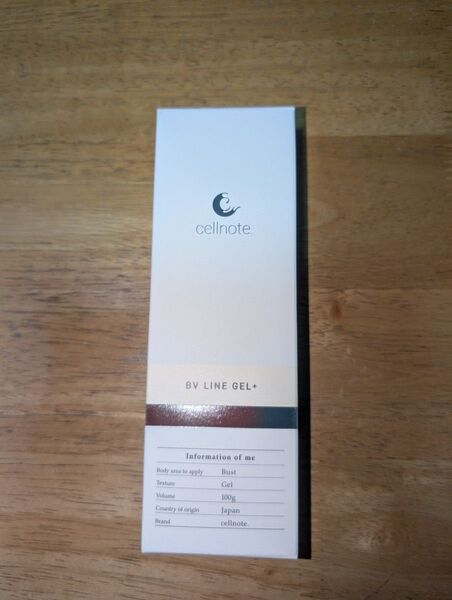 cellnote.
BV LINE GEL+
Information of me
Body area to apply Bust
Texture Gel
Volume 100g
Country of origin Japan
Brand cellnote.